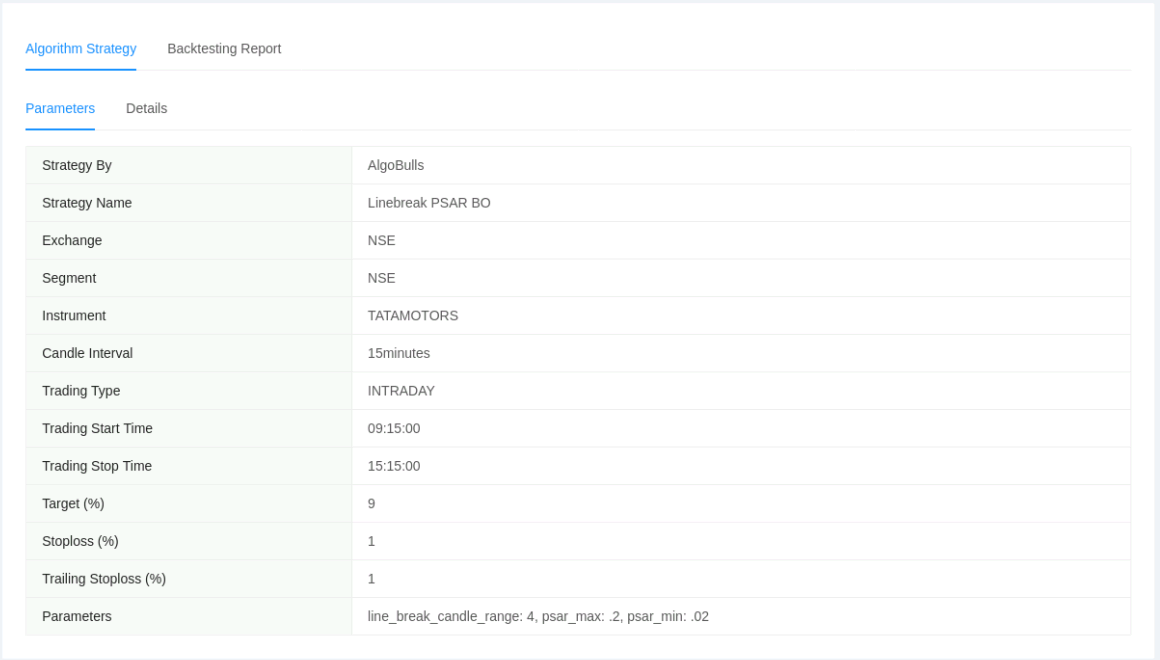 Algorithm Strategy Backtesting Report
Parameters Details
Strategy By AlgoBulls
Strategy Name Linebreak PSAR BO
Exchange NSE
Segment NSE
Instrument TATAMOTORS
Candle Interval 15minutes
Trading Type INTRADAY
Trading Start Time 09:15:00
Trading Stop Time 15:15:00
Target (%) 9
Stoploss (%) 1
Trailing Stoploss (%) 1
Parameters line_break_candle_range: 4, psar_max: .2, psar_min: .02